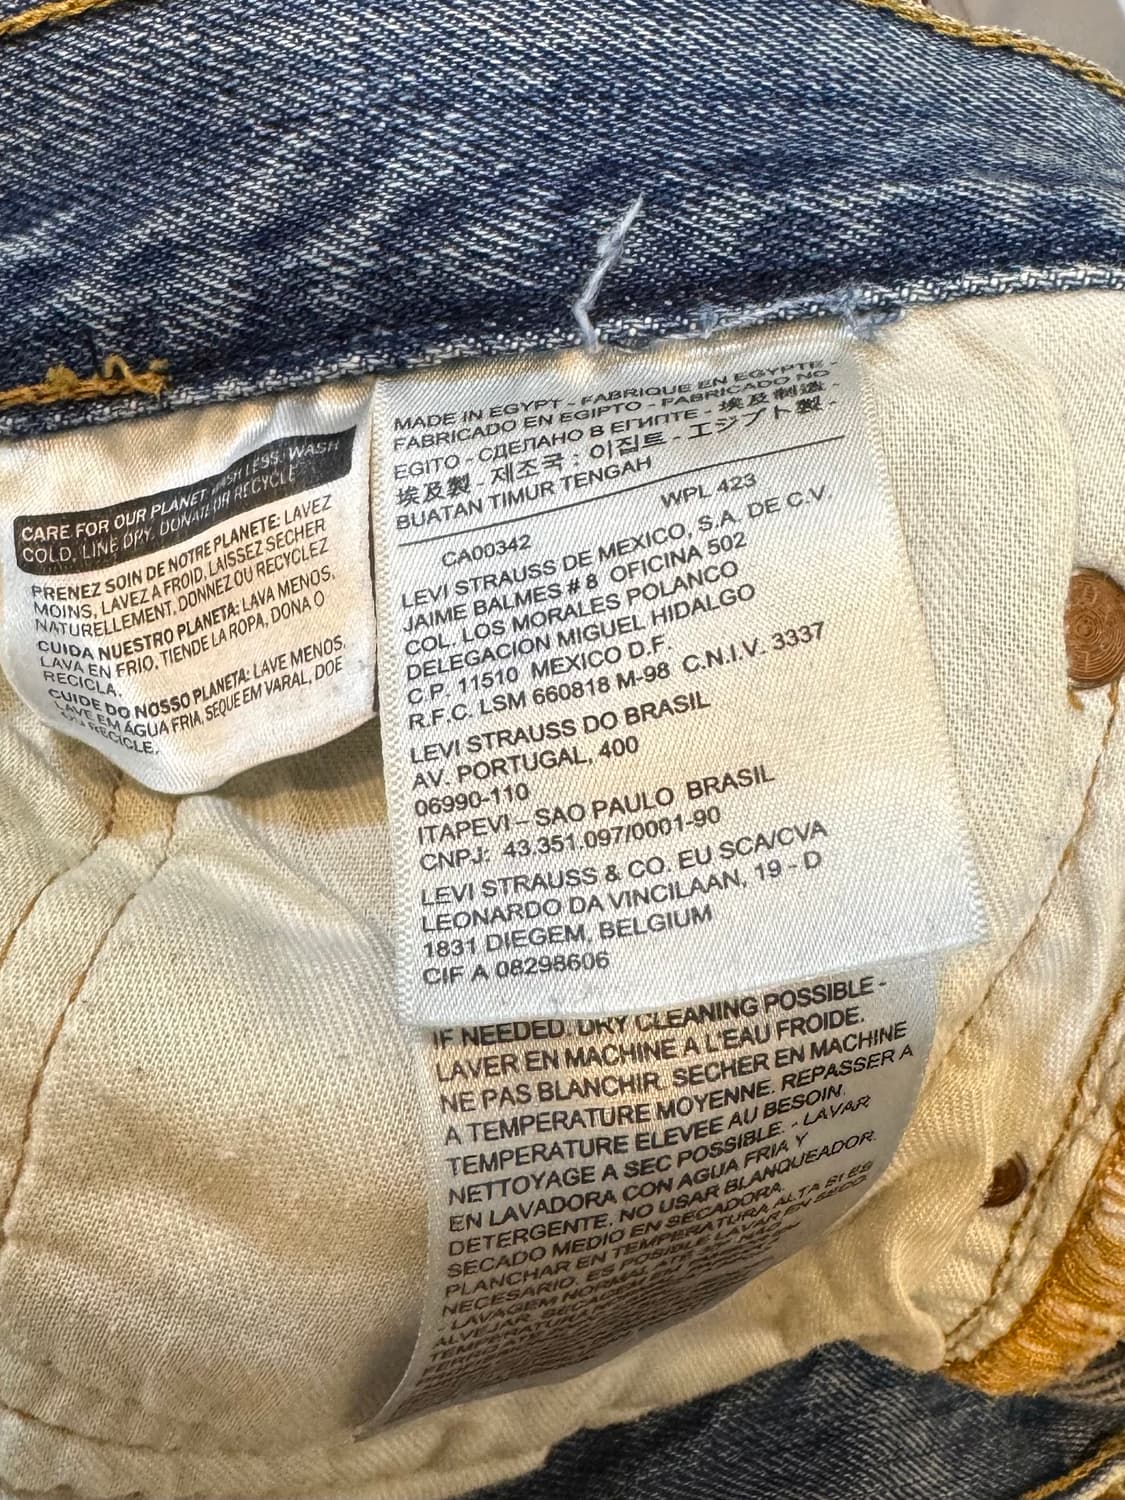 CARE FOR OUR PLANET: WASH LESS, WASH
COLD, LINE DRY, DONATE OR RECYCLE
PRENEZ SOIN DE NOTRE PLANETE: LAVEZ
MOINS, LAVEZ A FROID, LAISSEZ SECHER
NATURELLEMENT, DONNEZ OU RECYCLEZ
CUIDA NUESTRO PLANETA: LAVA MENOS,
LAVA EN FRIO, TIENDE LA ROPA, DONA O
RECICLA.
CUIDE DO NOSSO PLANETA: LAVE MENOS,
LAVE EM ÁGUA FRIA, SEQUE EM VARAL, DOE
OU RECICLE.
MADE IN EGYPT - FABRIQUE EN EGYPTE -
FABRICADO EN EGIPTO - FABRICADO NO
EGITO - СДЕЛАНО В ЕГИПТЕ - 埃及制造 -
埃及製 - 제조국 : 이집트 - エジプト製 -
BUATAN TIMUR TENGAH
CA00342 WPL 423
LEVI STRAUSS DE MEXICO, S.A. DE C.V.
JAIME BALMES # 8 OFICINA 502
COL. LOS MORALES POLANCO
DELEGACION MIGUEL HIDALGO
C.P. 11510 MEXICO D.F.
R.F.C. LSM 660818 M-98 C.N.I.V. 3337
LEVI STRAUSS DO BRASIL
AV. PORTUGAL, 400
06990-110
ITAPEVI – SAO PAULO BRASIL
CNPJ: 43.351.097/0001-90
LEVI STRAUSS & CO. EU SCA/CVA
LEONARDO DA VINCILAAN, 19 - D
1831 DIEGEM, BELGIUM
CIF A 08298606
IF NEEDED. DRY CLEANING POSSIBLE -
LAVER EN MACHINE A L'EAU FROIDE.
NE PAS BLANCHIR. SECHER EN MACHINE
A TEMPERATURE MOYENNE. REPASSER A
TEMPERATURE ELEVEE AU BESOIN.
NETTOYAGE A SEC POSSIBLE. - LAVAR
EN LAVADORA CON AGUA FRIA Y
DETERGENTE. NO USAR BLANQUEADOR.
SECADO MEDIO EN SECADORA.
PLANCHAR EN TEMPERATURA ALTA SI ES
NECESARIO. ES POSIBLE LAVAR EN SECO.
- LAVAGEM NORMAL ATÉ
ALVEJAR.
TEMPERATURA